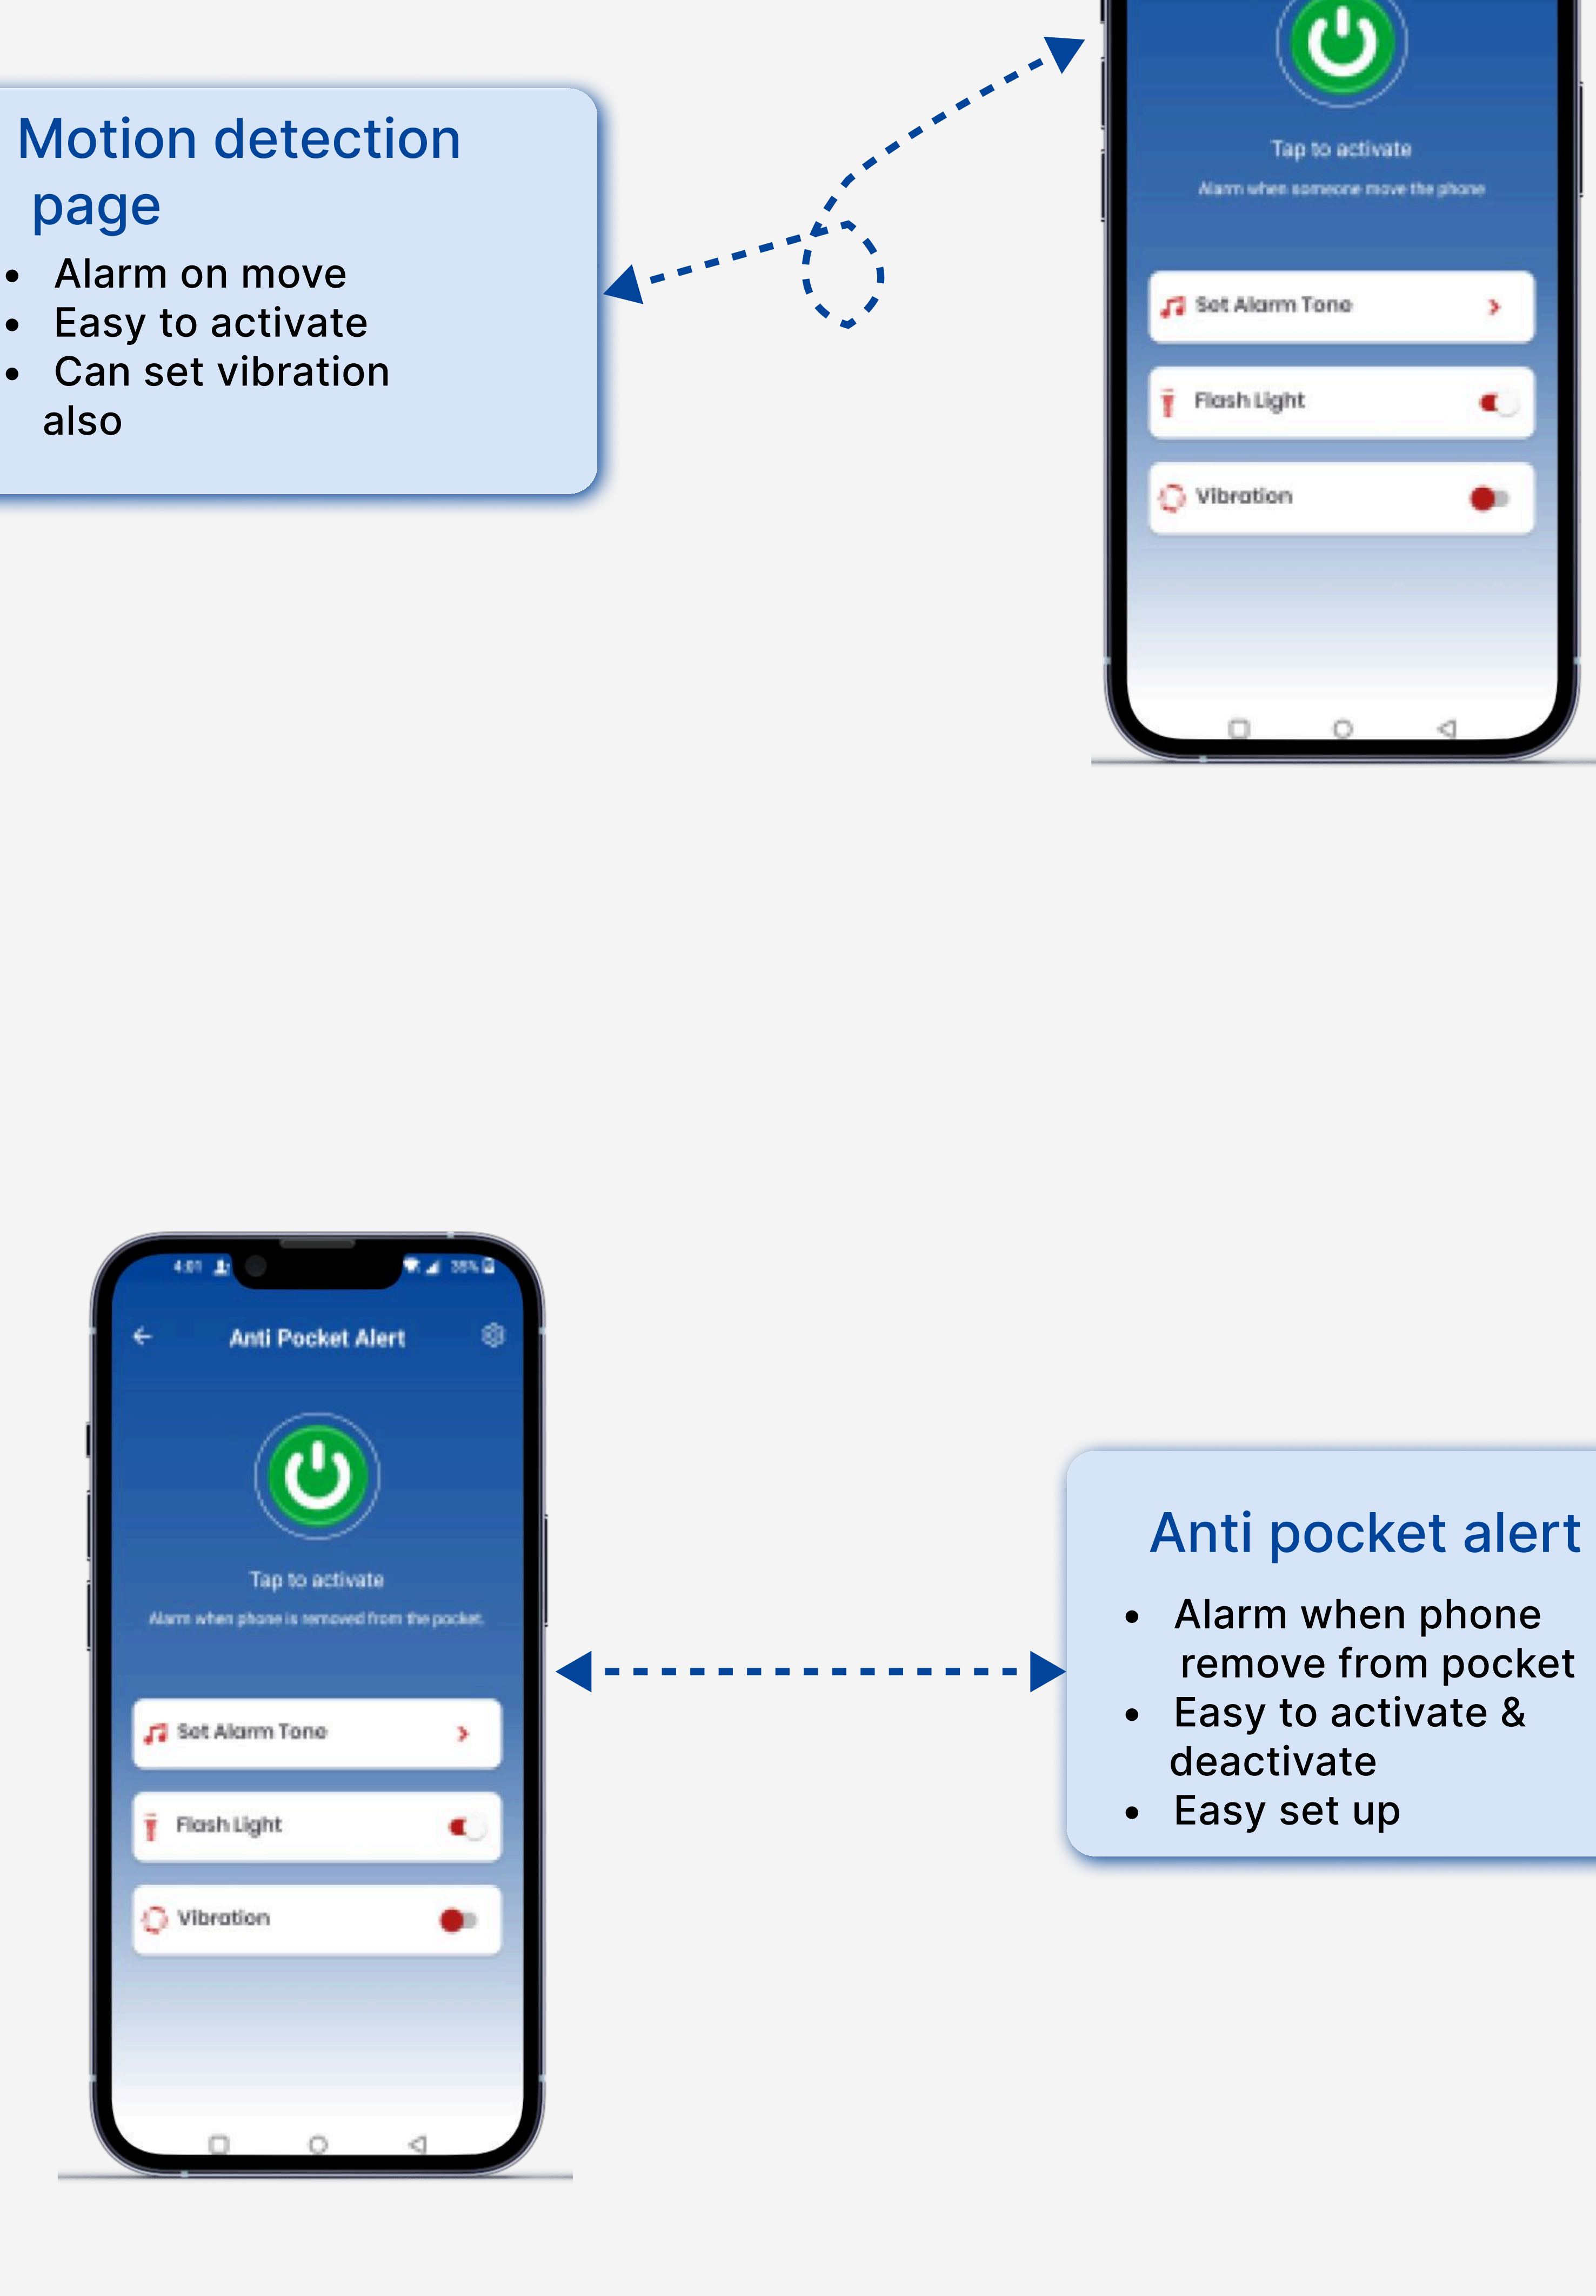 Tap to activate
Alarm when someone move the phone
Motion detection
page
• Alarm on move
• Easy to activate
• Can set vibration
also
Set Alarm Tone
Flash Light
Vibration
4:01 38%
Anti Pocket Alert
Tap to activate
Alarm when phone is removed from the pocket.
Set Alarm Tone
Flash Light
Vibration
Anti pocket alert
• Alarm when phone
remove from pocket
• Easy to activate &
deactivate
• Easy set up